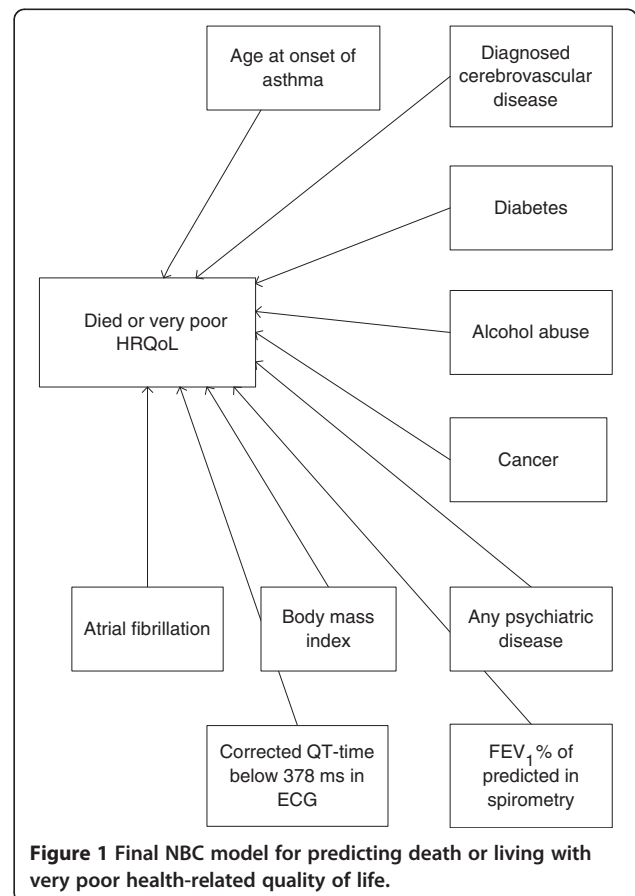 Age at onset of
asthma
Diagnosed
cerebrovascular
disease
Diabetes
Died or very poor
HRQoL
Alcohol abuse
Cancer
Atrial fibrillation
Body mass
index
Any psychiatric
disease
Corrected QT-time
below 378 ms in
ECG
FEV₁% of
predicted in
spirometry
Figure 1 Final NBC model for predicting death or living with
very poor health-related quality of life.